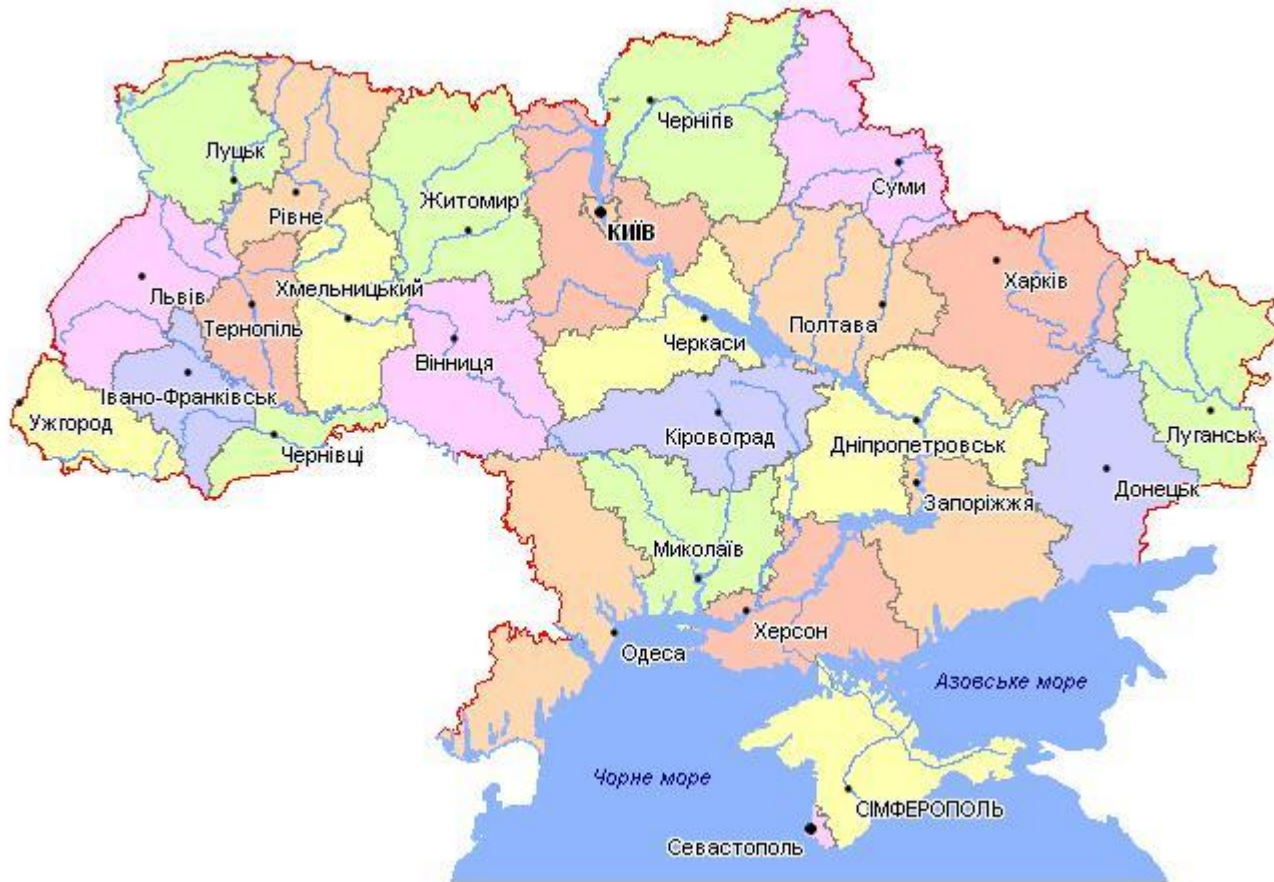 Чернігів
Луцьк
Суми
Житомир
Рівне
КИЇВ
Харків
Львів
Хмельницький
Тернопіль
Полтава
Черкаси
Вінниця
Івано-Франківськ
Ужгород
Кіровоград
Луганськ
Дніпропетровськ
Чернівці
Донецьк
Запоріжжя
Миколаїв
Херсон
Одеса
Азовське море
Чорне море
СІМФЕРОПОЛЬ
Севастополь